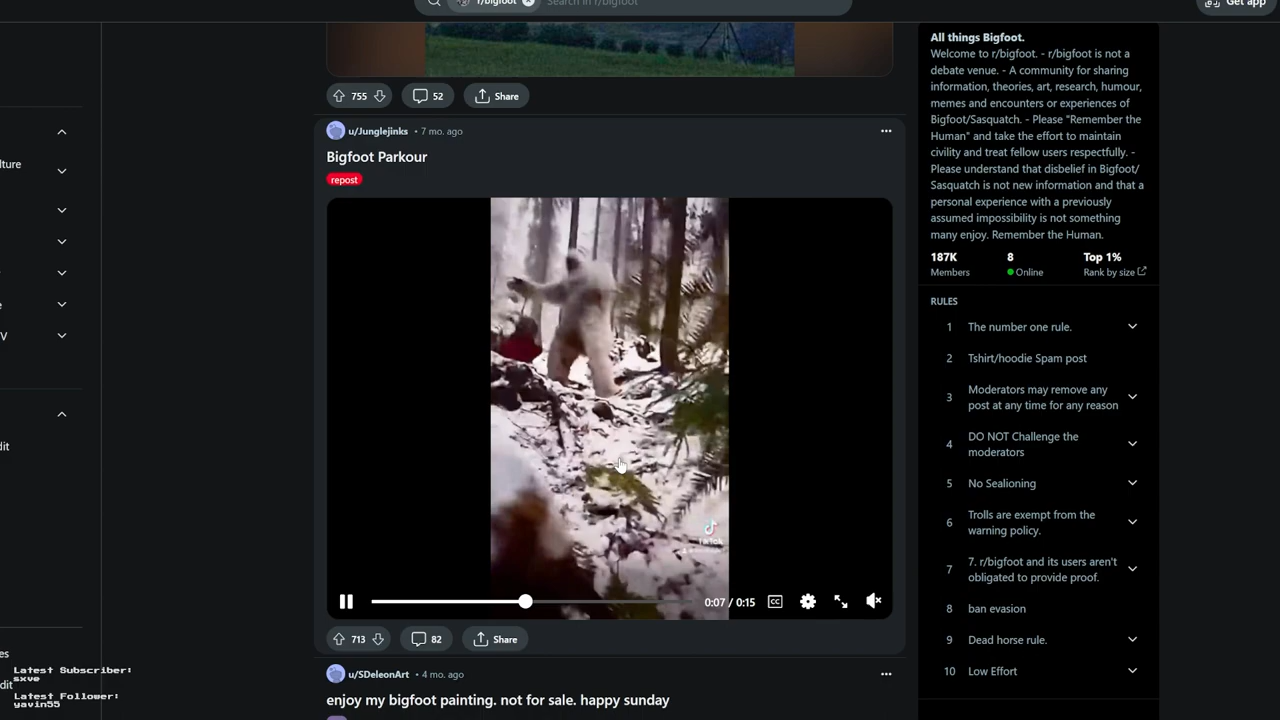 r/bigfoot
Search in r/bigfoot
Get app
lture
V
dit
es
dit
755
52
Share
u/Junglejinks • 7 mo. ago
Bigfoot Parkour
repost
TikTok
0:07 / 0:15
CC
713
82
Share
u/SDeleonArt • 4 mo. ago
enjoy my bigfoot painting. not for sale. happy sunday
All things Bigfoot.
Welcome to r/bigfoot. - r/bigfoot is not a
debate venue. - A community for sharing
information, theories, art, research, humour,
memes and encounters or experiences of
Bigfoot/Sasquatch. - Please "Remember the
Human" and take the effort to maintain
civility and treat fellow users respectfully. -
Please understand that disbelief in Bigfoot/
Sasquatch is not new information and that a
personal experience with a previously
assumed impossibility is not something
many enjoy. Remember the Human.
187K 8 Top 1%
Members Online Rank by size
RULES
1 The number one rule.
2 Tshirt/hoodie Spam post
3 Moderators may remove any
post at any time for any reason
4 DO NOT Challenge the
moderators
5 No Sealioning
6 Trolls are exempt from the
warning policy.
7 7. r/bigfoot and its users aren't
obligated to provide proof.
8 ban evasion
9 Dead horse rule.
10 Low Effort
Latest Subscriber:
sxve
Latest Follower:
yavin55